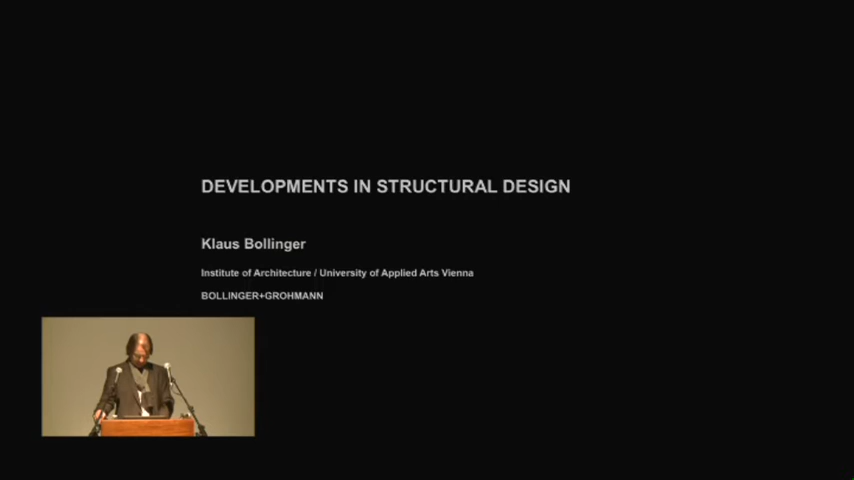 DEVELOPMENTS IN STRUCTURAL DESIGN
Klaus Bollinger
Institute of Architecture / University of Applied Arts Vienna
BOLLINGER+GROHMANN